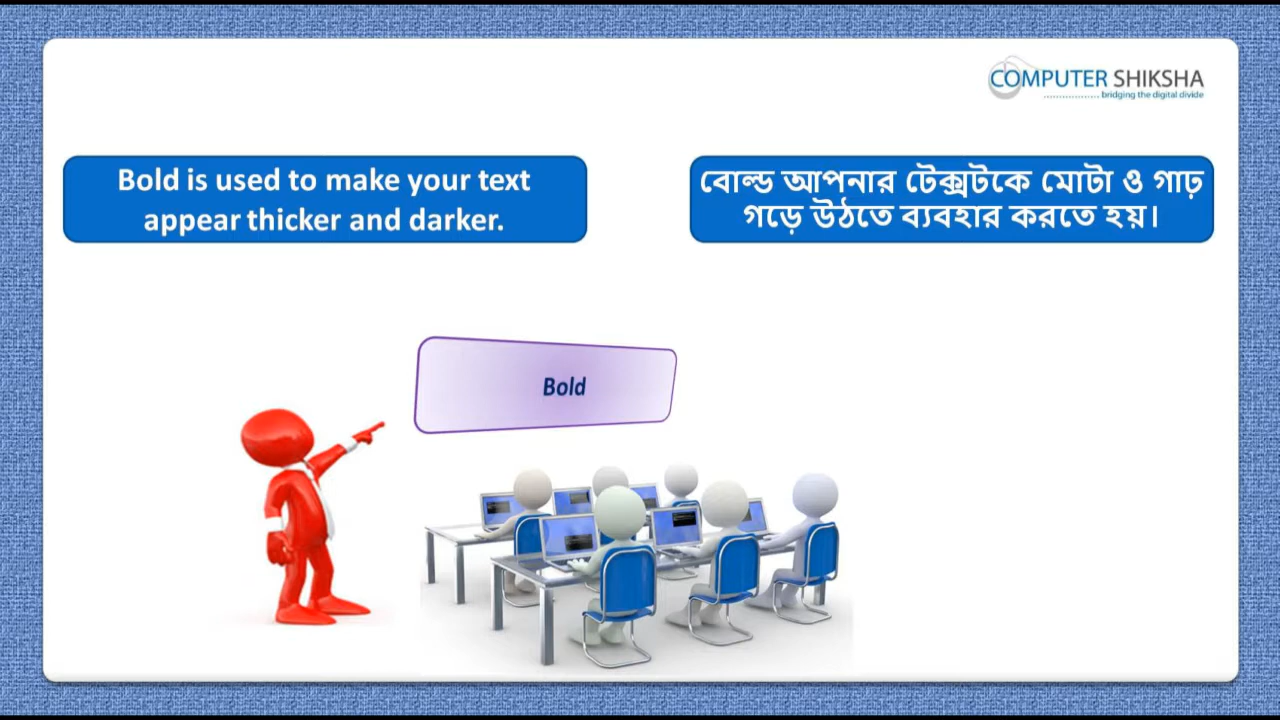 COMPUTER SHIKSHA
bridging the digital divide
Bold is used to make your text
appear thicker and darker.
বোল্ড আপনার টেক্সটকে মোটা ও গাঢ়
গড়ে উঠতে ব্যবহার করতে হয়।
Bold